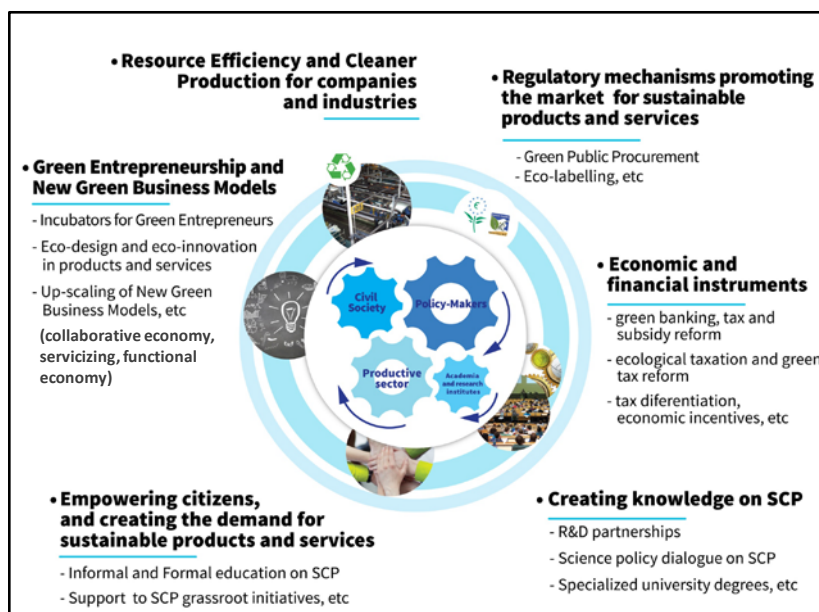 • Resource Efficiency and Cleaner
Production for companies
and industries
• Regulatory mechanisms promoting
the market for sustainable
products and services
- Green Public Procurement
- Eco-labelling, etc
• Green Entrepreneurship and
New Green Business Models
- Incubators for Green Entrepreneurs
- Eco-design and eco-innovation
in products and services
- Up-scaling of New Green
Business Models, etc
(collaborative economy,
servicizing, functional
economy)
Civil
Society
Policy-Makers
Productive
sector
Academia
and research
institutes
• Economic and
financial instruments
- green banking, tax and
subsidy reform
- ecological taxation and green
tax reform
- tax diferentiation,
economic incentives, etc
• Empowering citizens,
and creating the demand for
sustainable products and services
- Informal and Formal education on SCP
- Support to SCP grassroot initiatives, etc
• Creating knowledge on SCP
- R&D partnerships
- Science policy dialogue on SCP
- Specialized university degrees, etc